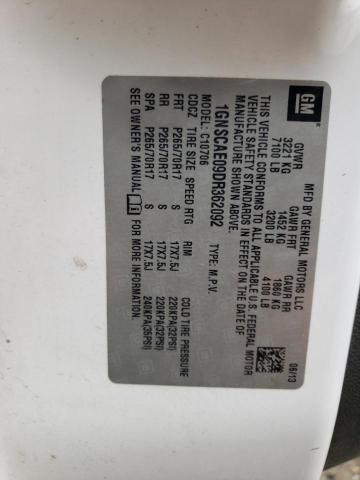 GM
MFD BY GENERAL MOTORS LLC
06/13
GVWR GAWR FRT GAWR RR
3221 KG 1452 KG 1860 KG
7100 LB 3200 LB 4100 LB
THIS VEHICLE CONFORMS TO ALL APPLICABLE U.S. FEDERAL MOTOR
VEHICLE SAFETY STANDARDS IN EFFECT ON THE DATE OF
MANUFACTURE SHOWN ABOVE.
1GNSCAE09DR362092 TYPE: M.P.V.
MODEL: C10706
CDCZ TIRE SIZE SPEED RTG RIM COLD TIRE PRESSURE
FRT P265/70R17 S 17X7.5J 220KPA(32PSI)
RR P265/70R17 S 17X7.5J 220KPA(32PSI)
SPA P265/70R17 S 17X7.5J 240KPA(35PSI)
SEE OWNER'S MANUAL FOR MORE INFORMATION.